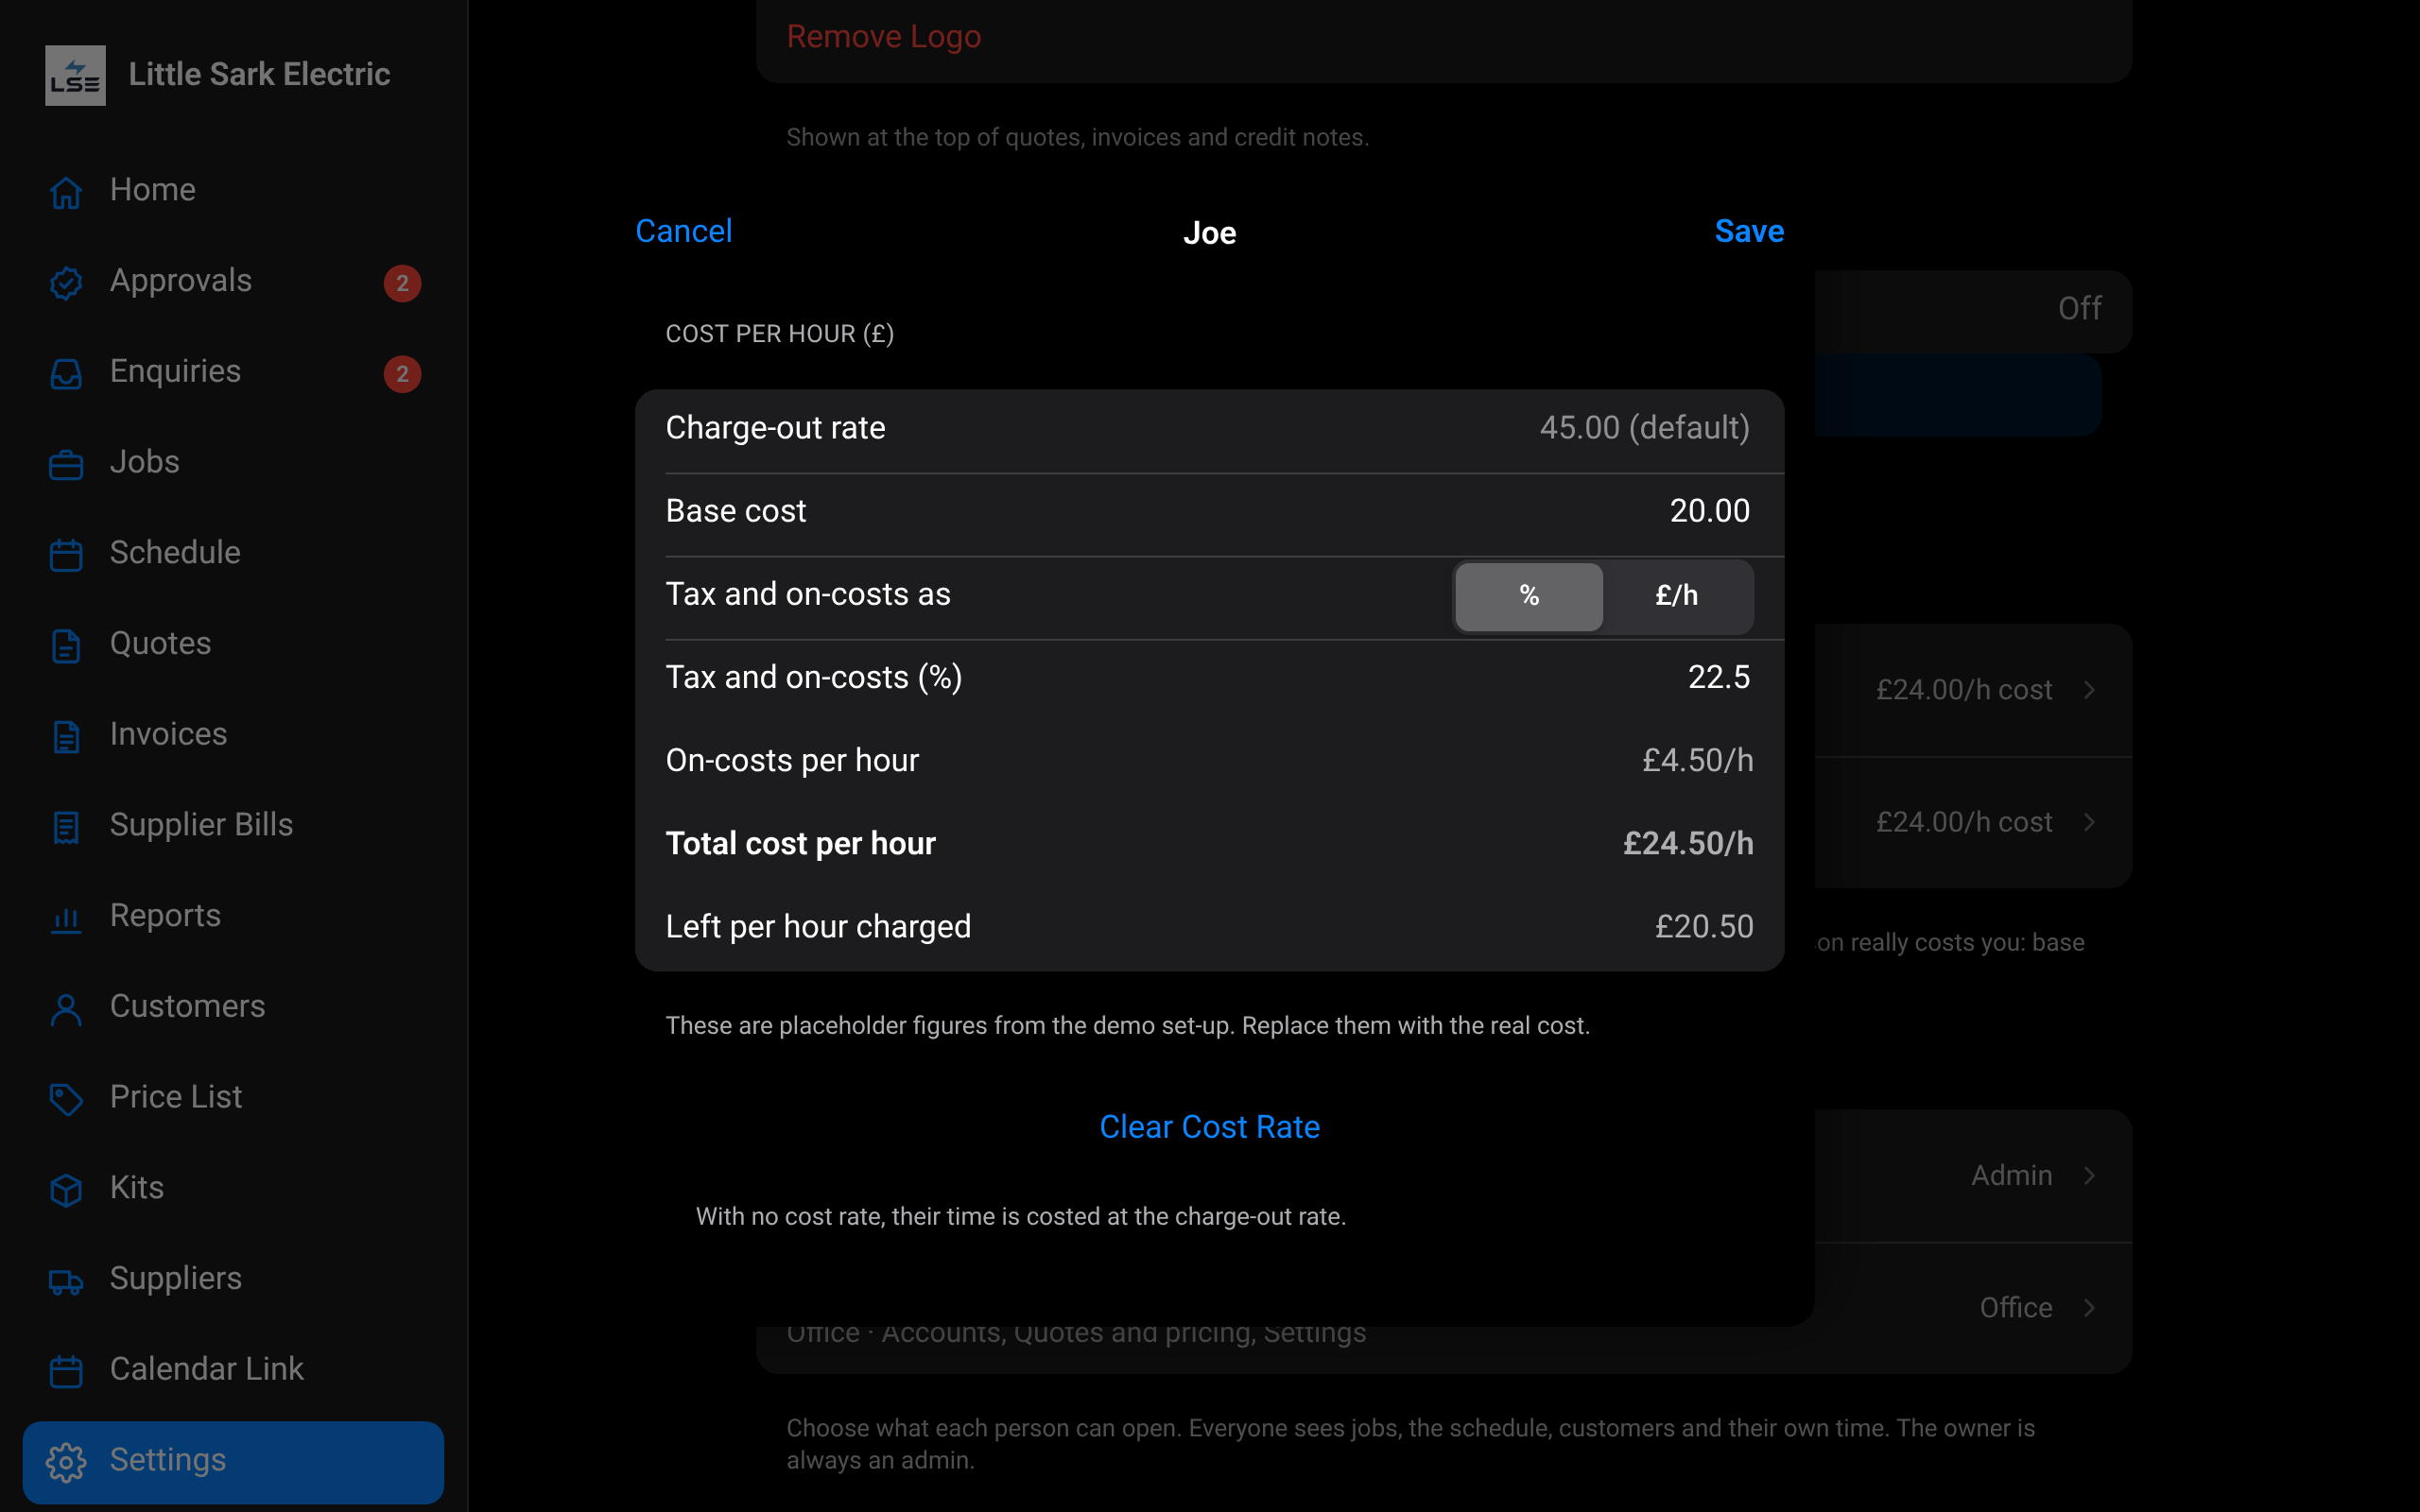 LSE
Little Sark Electric
Home
Approvals
2
Enquiries
2
Jobs
Schedule
Quotes
Invoices
Supplier Bills
Reports
Customers
Price List
Kits
Suppliers
Calendar Link
Settings
Remove Logo
Shown at the top of quotes, invoices and credit notes.
Cancel
Joe
Save
Off
COST PER HOUR (£)
Charge-out rate
45.00 (default)
Base cost
20.00
Tax and on-costs as
%
£/h
Tax and on-costs (%)
22.5
On-costs per hour
£4.50/h
Total cost per hour
£24.50/h
Left per hour charged
£20.50
These are placeholder figures from the demo set-up. Replace them with the real cost.
Clear Cost Rate
With no cost rate, their time is costed at the charge-out rate.
£24.00/h cost
£24.00/h cost
really costs you: base
Admin
Office
Office · Accounts, Quotes and pricing, Settings
Choose what each person can open. Everyone sees jobs, the schedule, customers and their own time. The owner is
always an admin.